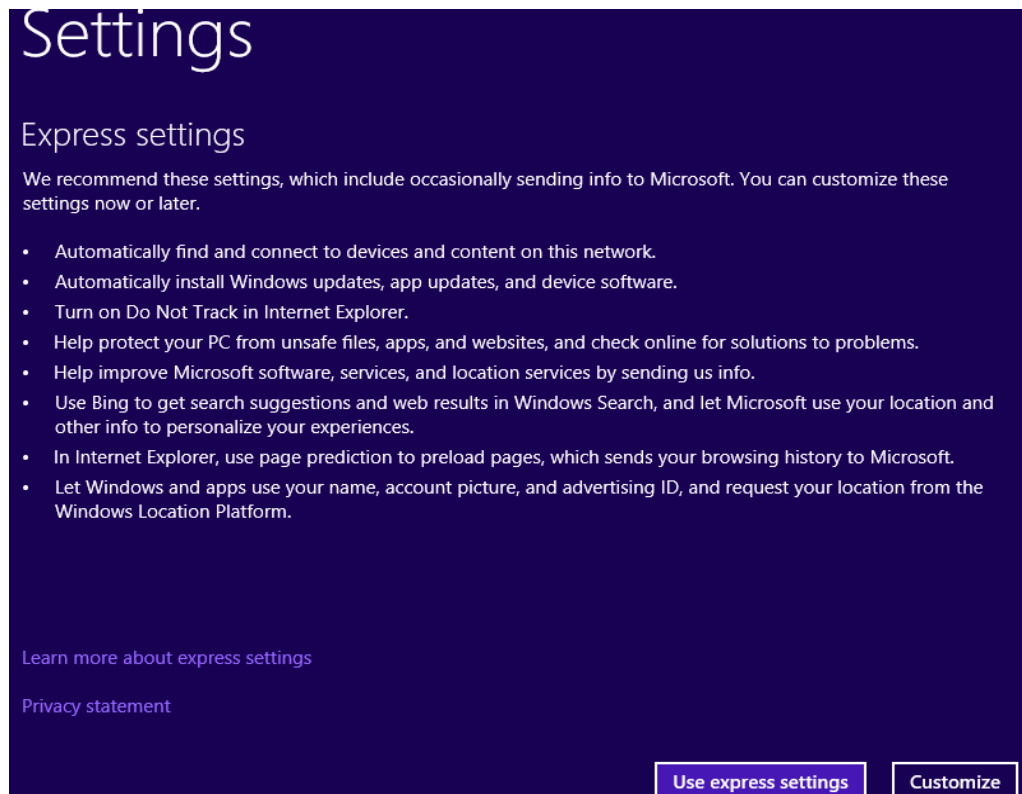 Settings
Express settings
We recommend these settings, which include occasionally sending info to Microsoft. You can customize these
settings now or later.
• Automatically find and connect to devices and content on this network.
• Automatically install Windows updates, app updates, and device software.
• Turn on Do Not Track in Internet Explorer.
• Help protect your PC from unsafe files, apps, and websites, and check online for solutions to problems.
• Help improve Microsoft software, services, and location services by sending us info.
• Use Bing to get search suggestions and web results in Windows Search, and let Microsoft use your location and
other info to personalize your experiences.
• In Internet Explorer, use page prediction to preload pages, which sends your browsing history to Microsoft.
• Let Windows and apps use your name, account picture, and advertising ID, and request your location from the
Windows Location Platform.
Learn more about express settings
Privacy statement
Use express settings Customize